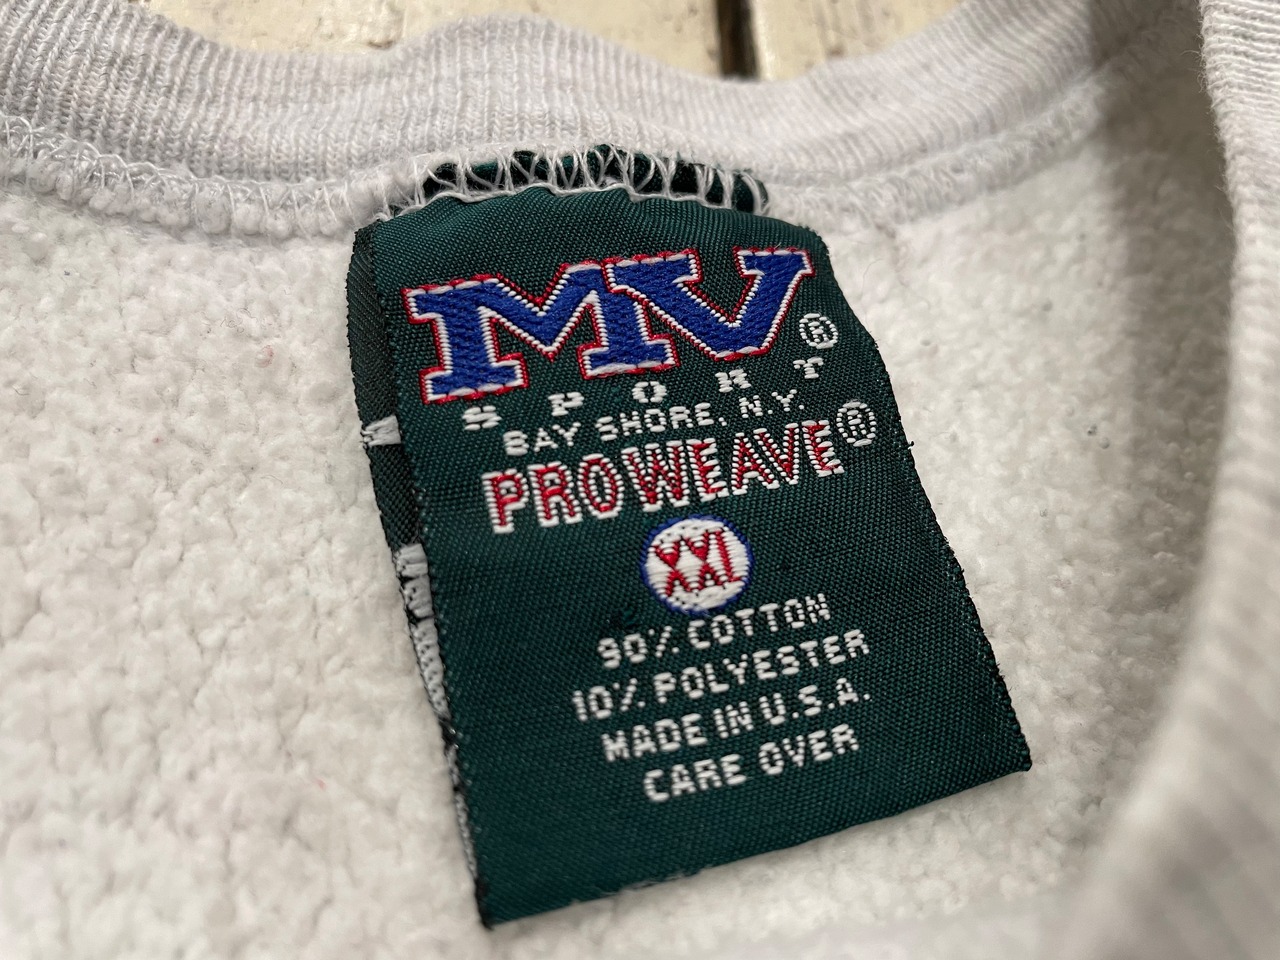 MV®
SPORT
BAY SHORE, N.Y.
PROWEAVE®
XXL
90% COTTON
10% POLYESTER
MADE IN U.S.A.
CARE OVER